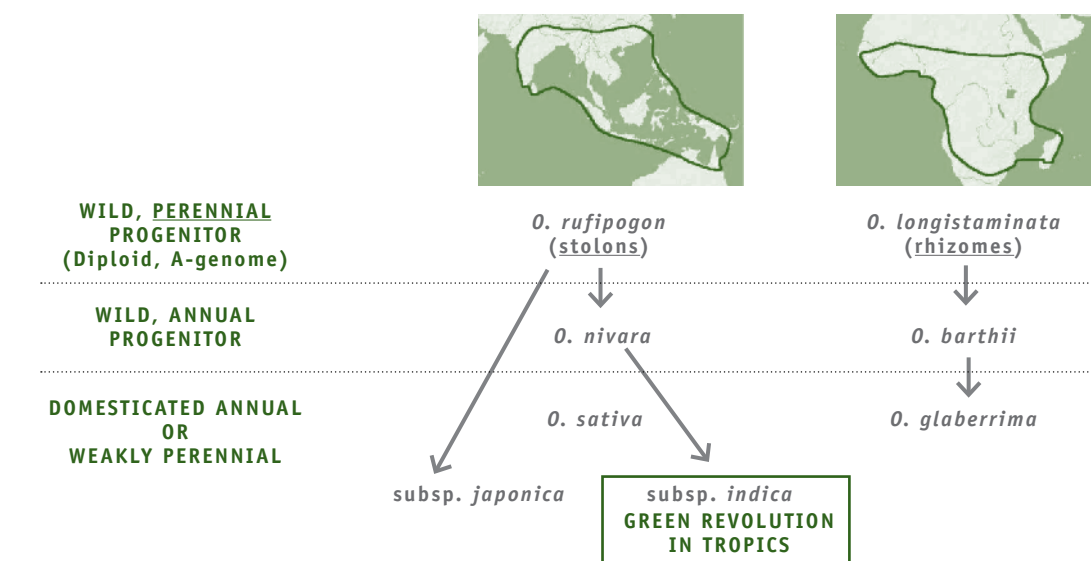 WILD, PERENNIAL
PROGENITOR
(Diploid, A-genome)
O. rufipogon
(stolons)
O. longistaminata
(rhizomes)
WILD, ANNUAL
PROGENITOR
O. nivara
O. barthii
DOMESTICATED ANNUAL
OR
WEAKLY PERENNIAL
O. sativa
O. glaberrima
subsp. japonica
subsp. indica
GREEN REVOLUTION
IN TROPICS